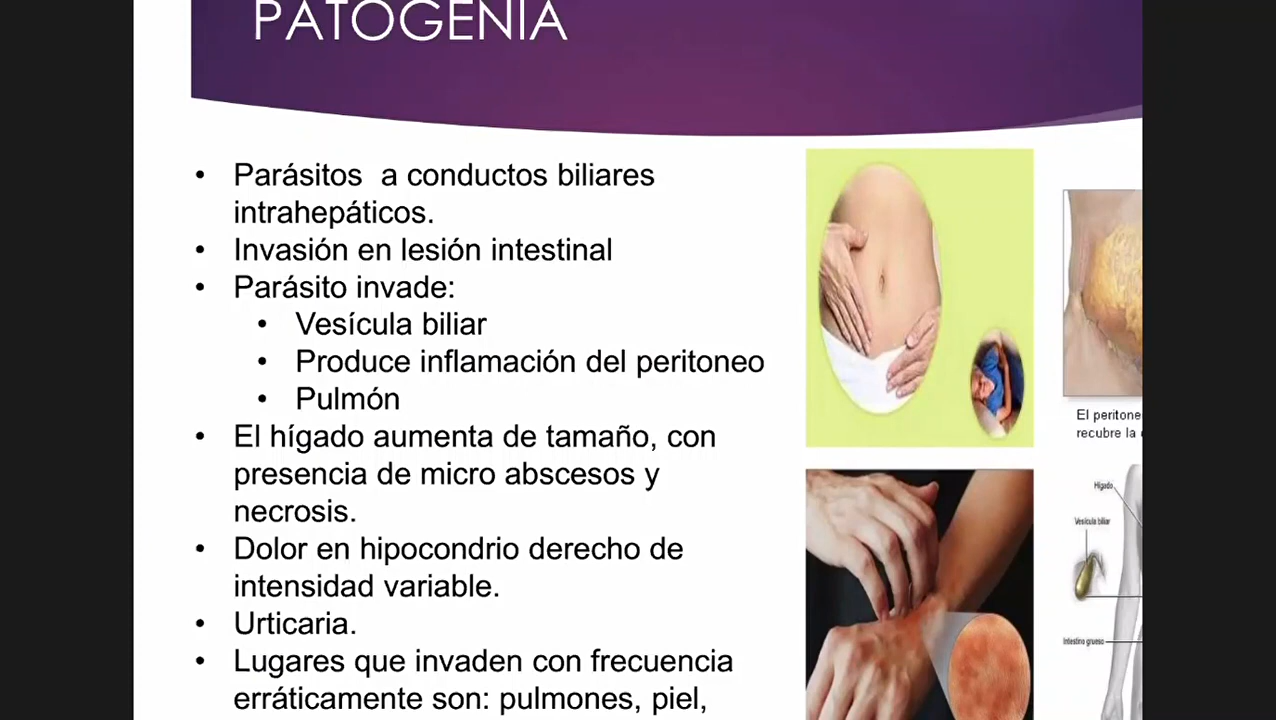 PATOGENIA
• Parásitos a conductos biliares
intrahepáticos.
• Invasión en lesión intestinal
• Parásito invade:
• Vesícula biliar
• Produce inflamación del peritoneo
• Pulmón
• El hígado aumenta de tamaño, con
presencia de micro abscesos y
necrosis.
• Dolor en hipocondrio derecho de
intensidad variable.
• Urticaria.
• Lugares que invaden con frecuencia
erráticamente son: pulmones, piel,
El peritone
recubre la
Hígado
Vesícula biliar
Intestino grueso